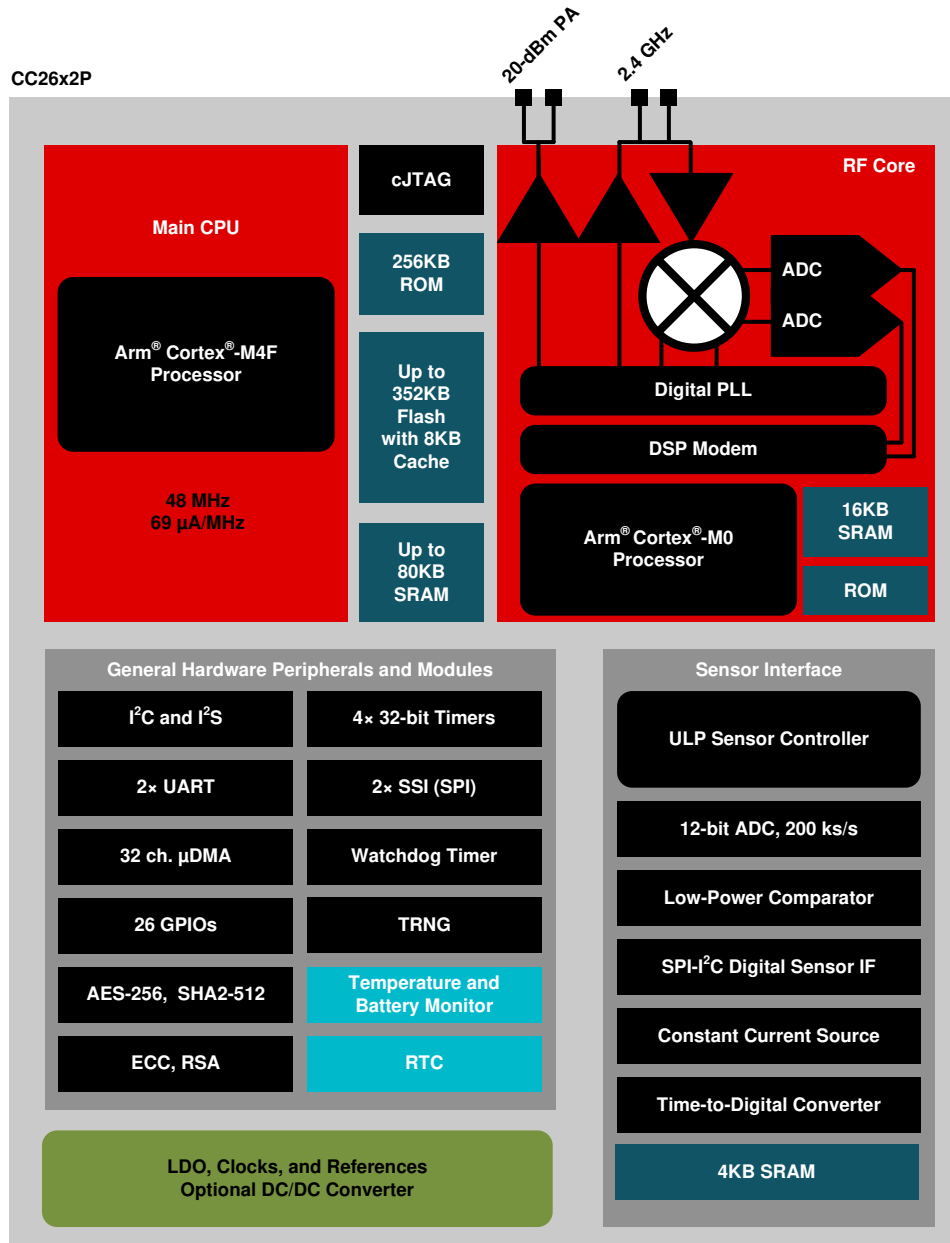 20-dBm PA
2.4 GHz
CC26x2P
Main CPU
Arm® Cortex®-M4F
Processor
48 MHz
69 µA/MHz
cJTAG
256KB
ROM
Up to
352KB
Flash
with 8KB
Cache
Up to
80KB
SRAM
RF Core
ADC
ADC
Digital PLL
DSP Modem
Arm® Cortex®-M0
Processor
16KB
SRAM
ROM
General Hardware Peripherals and Modules
I²C and I²S
4× 32-bit Timers
2× UART
2× SSI (SPI)
32 ch. µDMA
Watchdog Timer
26 GPIOs
TRNG
AES-256, SHA2-512
Temperature and
Battery Monitor
ECC, RSA
RTC
LDO, Clocks, and References
Optional DC/DC Converter
Sensor Interface
ULP Sensor Controller
12-bit ADC, 200 ks/s
Low-Power Comparator
SPI-I²C Digital Sensor IF
Constant Current Source
Time-to-Digital Converter
4KB SRAM